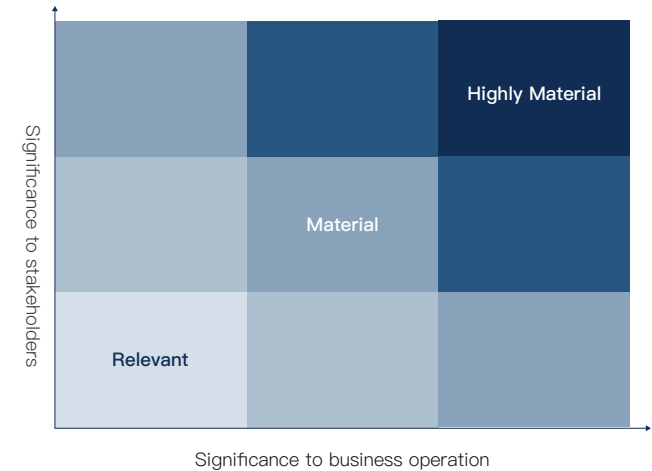 Highly Material
Significance to stakeholders
Material
Relevant
Significance to business operation